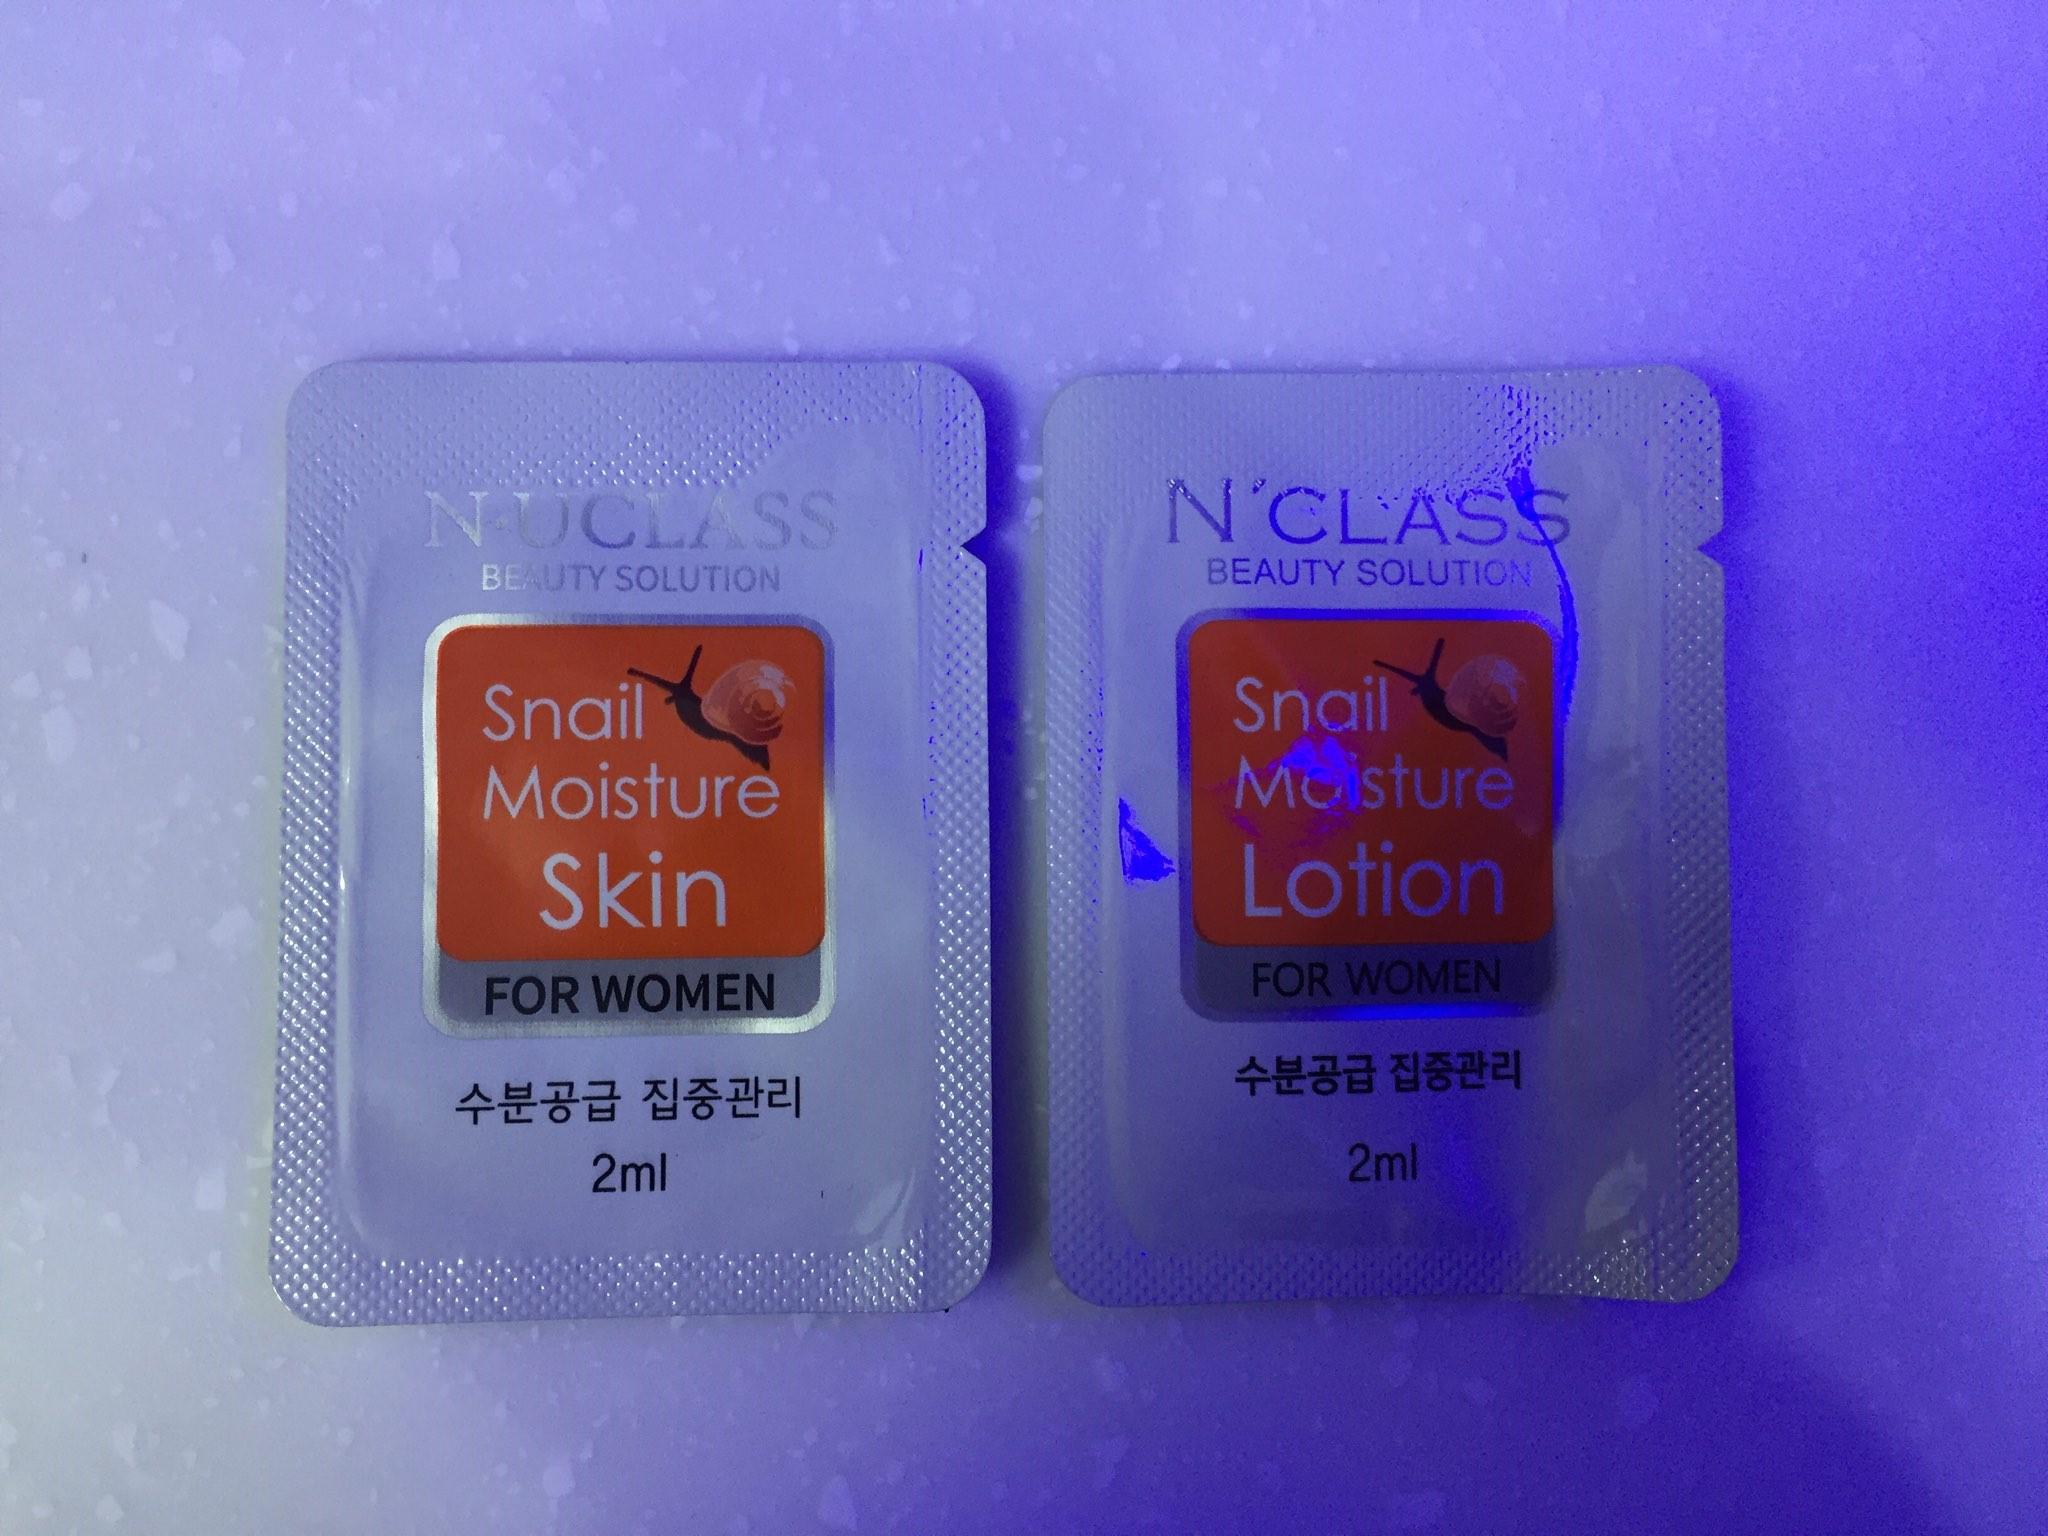 N·UCLASS
BEAUTY SOLUTION
Snail
Moisture
Skin
FOR WOMEN
수분공급 집중관리
2ml
N'CLASS
BEAUTY SOLUTION
Snail
Moisture
Lotion
FOR WOMEN
수분공급 집중관리
2ml